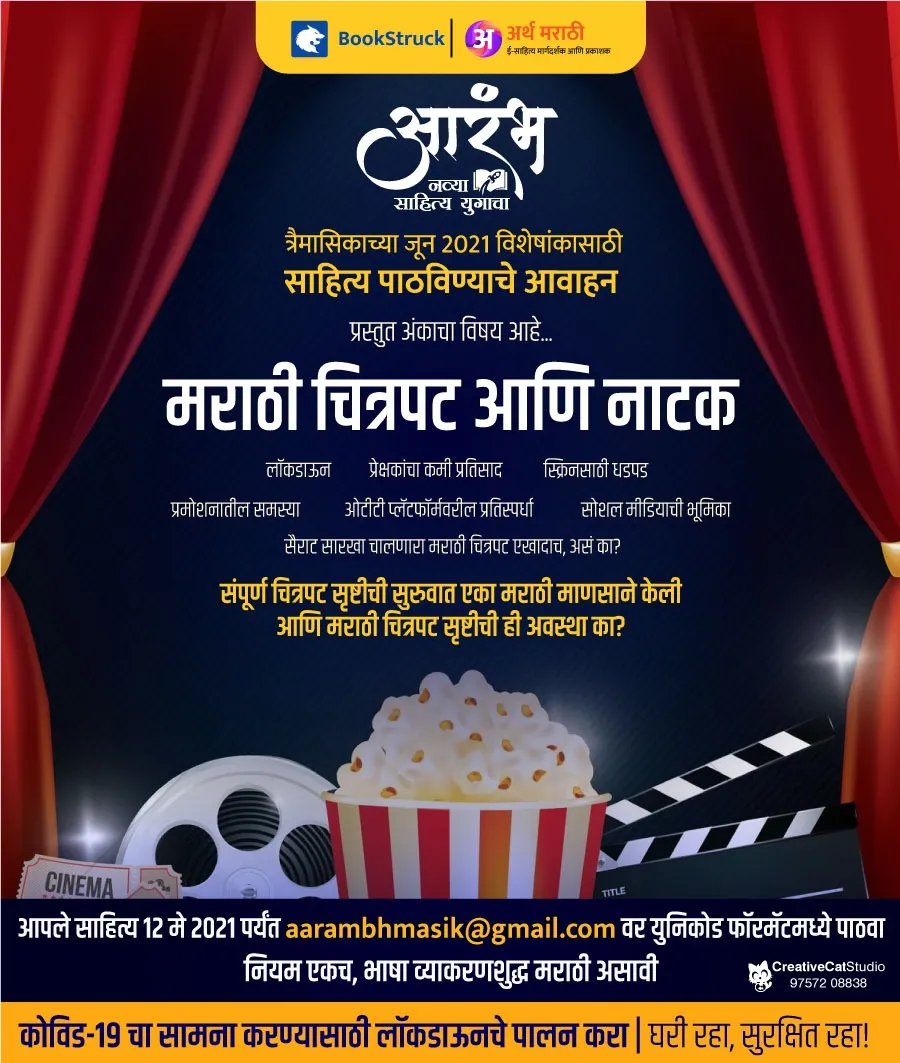 BookStruck
अ
अर्थ मराठी
ई-साहित्य मार्गदर्शक आणि प्रकाशक
आरंभ
नव्या
साहित्य युगाचा
त्रैमासिकाच्या जून 2021 विशेषांकासाठी
साहित्य पाठविण्याचे आवाहन
प्रस्तुत अंकाचा विषय आहे...
मराठी चित्रपट आणि नाटक
लॉकडाऊन प्रेक्षकांचा कमी प्रतिसाद स्क्रिनसाठी धडपड
प्रमोशनातील समस्या ओटीटी प्लॅटफॉर्मवरील प्रतिस्पर्धा सोशल मीडियाची भूमिका
सैराट सारखा चालणारा मराठी चित्रपट एखादाच, असं का?
संपूर्ण चित्रपट सृष्टीची सुरुवात एका मराठी माणसाने केली
आणि मराठी चित्रपट सृष्टीची ही अवस्था का?
CINEMA
TITLE
आपले साहित्य 12 मे 2021 पर्यंत aarambhmasik@gmail.com वर युनिकोड फॉरमॅटमध्ये पाठवा
नियम एकच, भाषा व्याकरणशुद्ध मराठी असावी
CreativeCatStudio
97572 08838
कोविड-19 चा सामना करण्यासाठी लॉकडाऊनचे पालन करा | घरी रहा, सुरक्षित रहा!